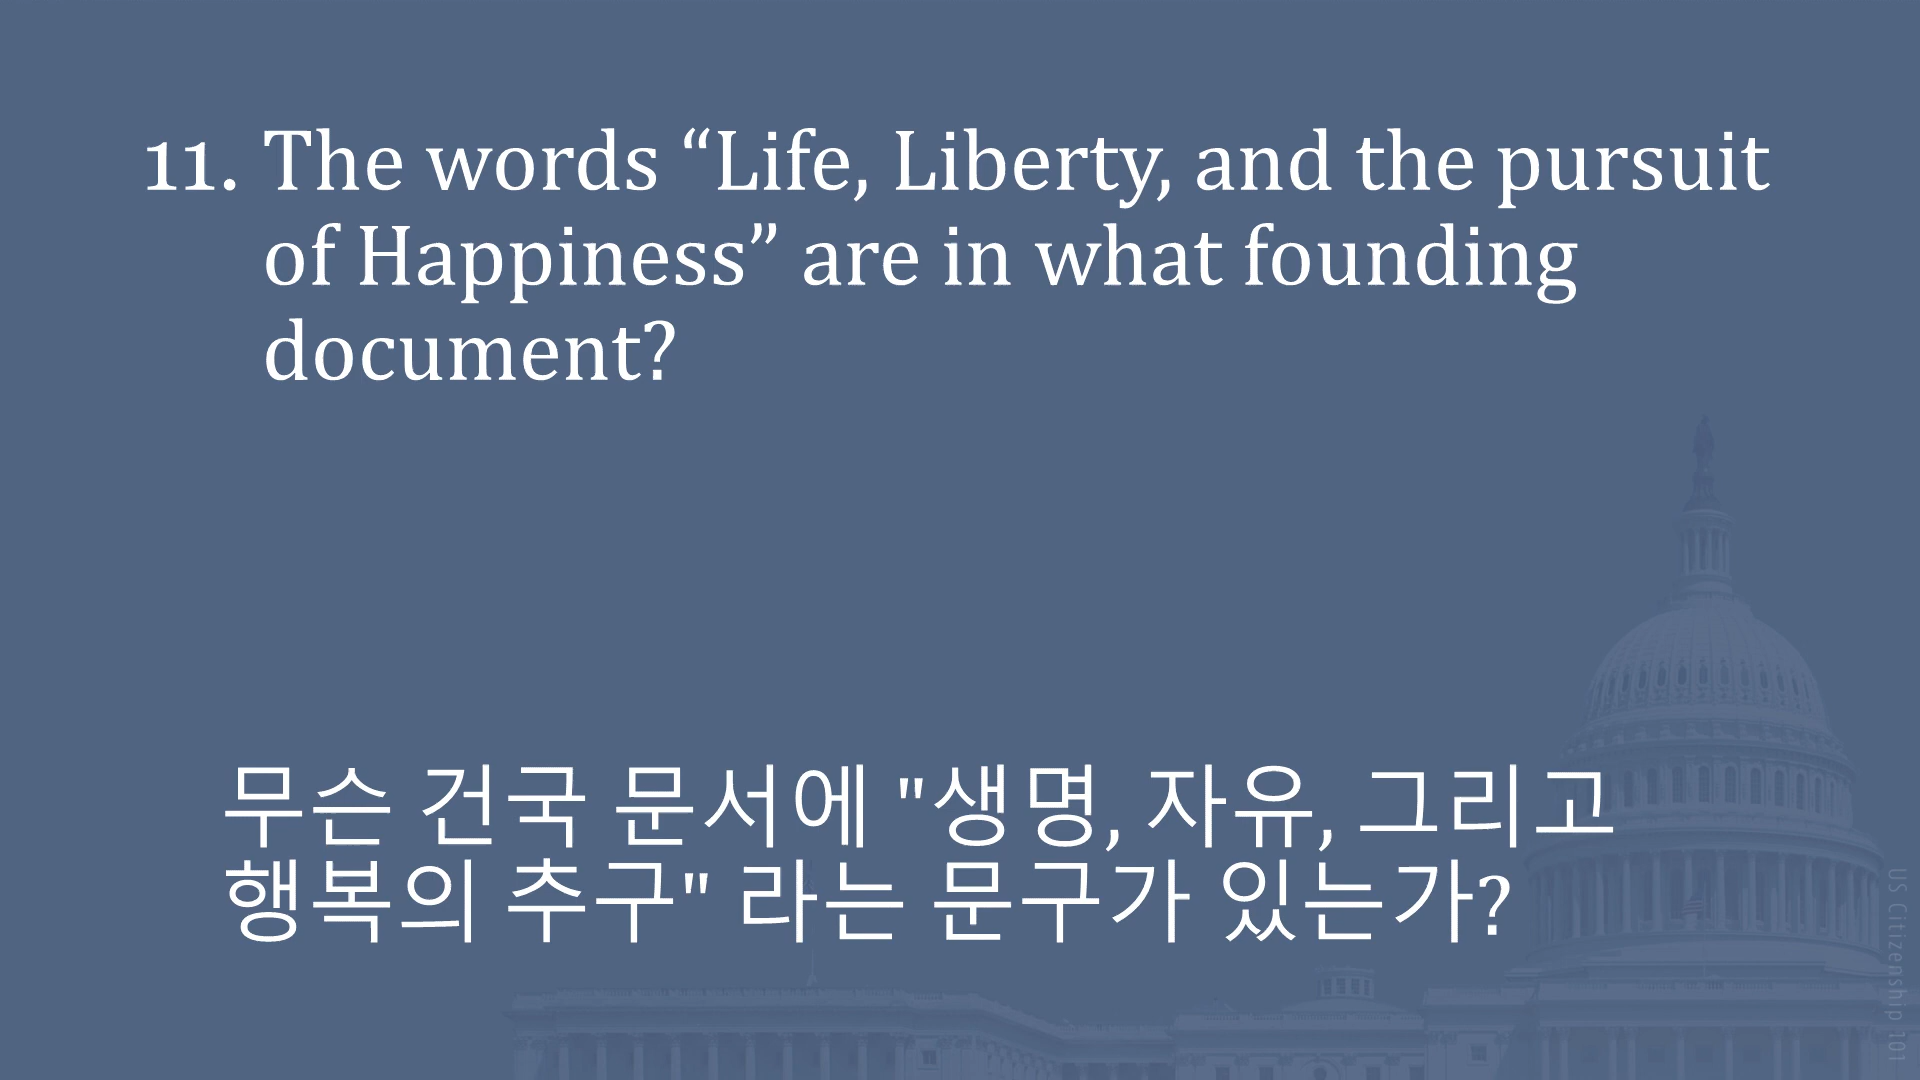 11. The words “Life, Liberty, and the pursuit
of Happiness” are in what founding
document?
무슨 건국 문서에 "생명, 자유, 그리고
행복의 추구" 라는 문구가 있는가?
US Citizenship 101